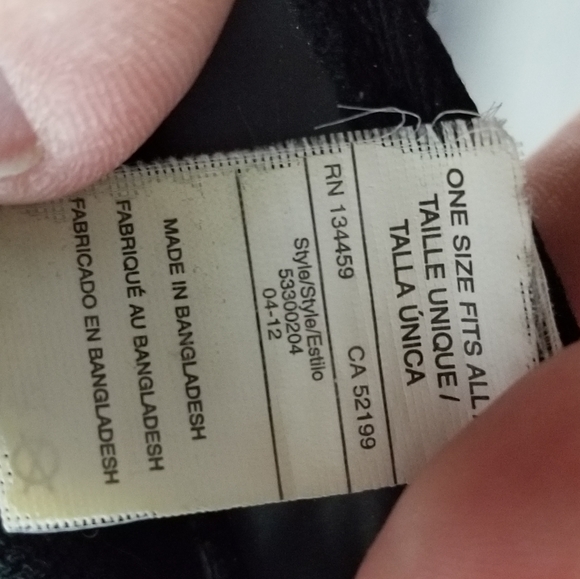 ONE SIZE FITS ALL
TAILLE UNIQUE /
TALLA ÚNICA
RN 134459 CA 52199
Style/Style/Estilo
53300204
04-12
MADE IN BANGLADESH
FABRIQUÉ AU BANGLADESH
FABRICADO EN BANGLADESH